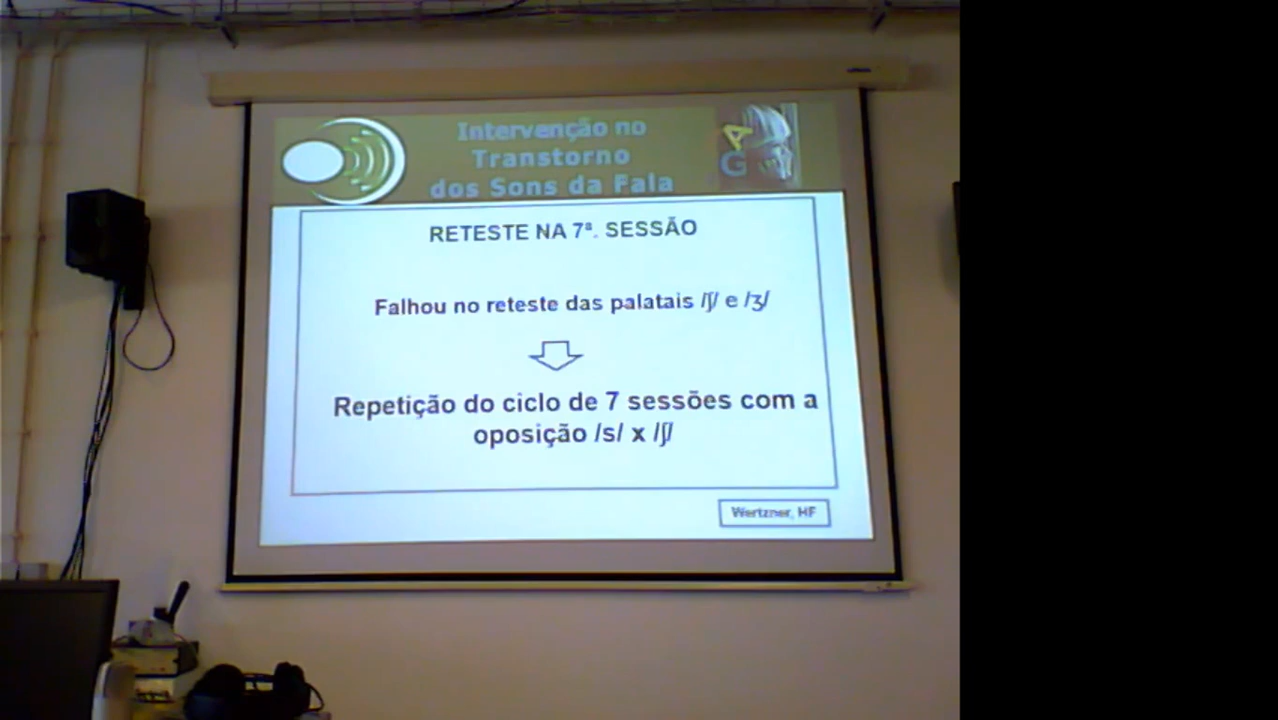 Intervenção no
Transtorno
dos Sons da Fala
A
G
RETESTE NA 7ª. SESSÃO
Falhou no reteste das palatais /ʃ/ e /ʒ/
Repetição do ciclo de 7 sessões com a
oposição /s/ x /ʃ/
Wertzner, HF